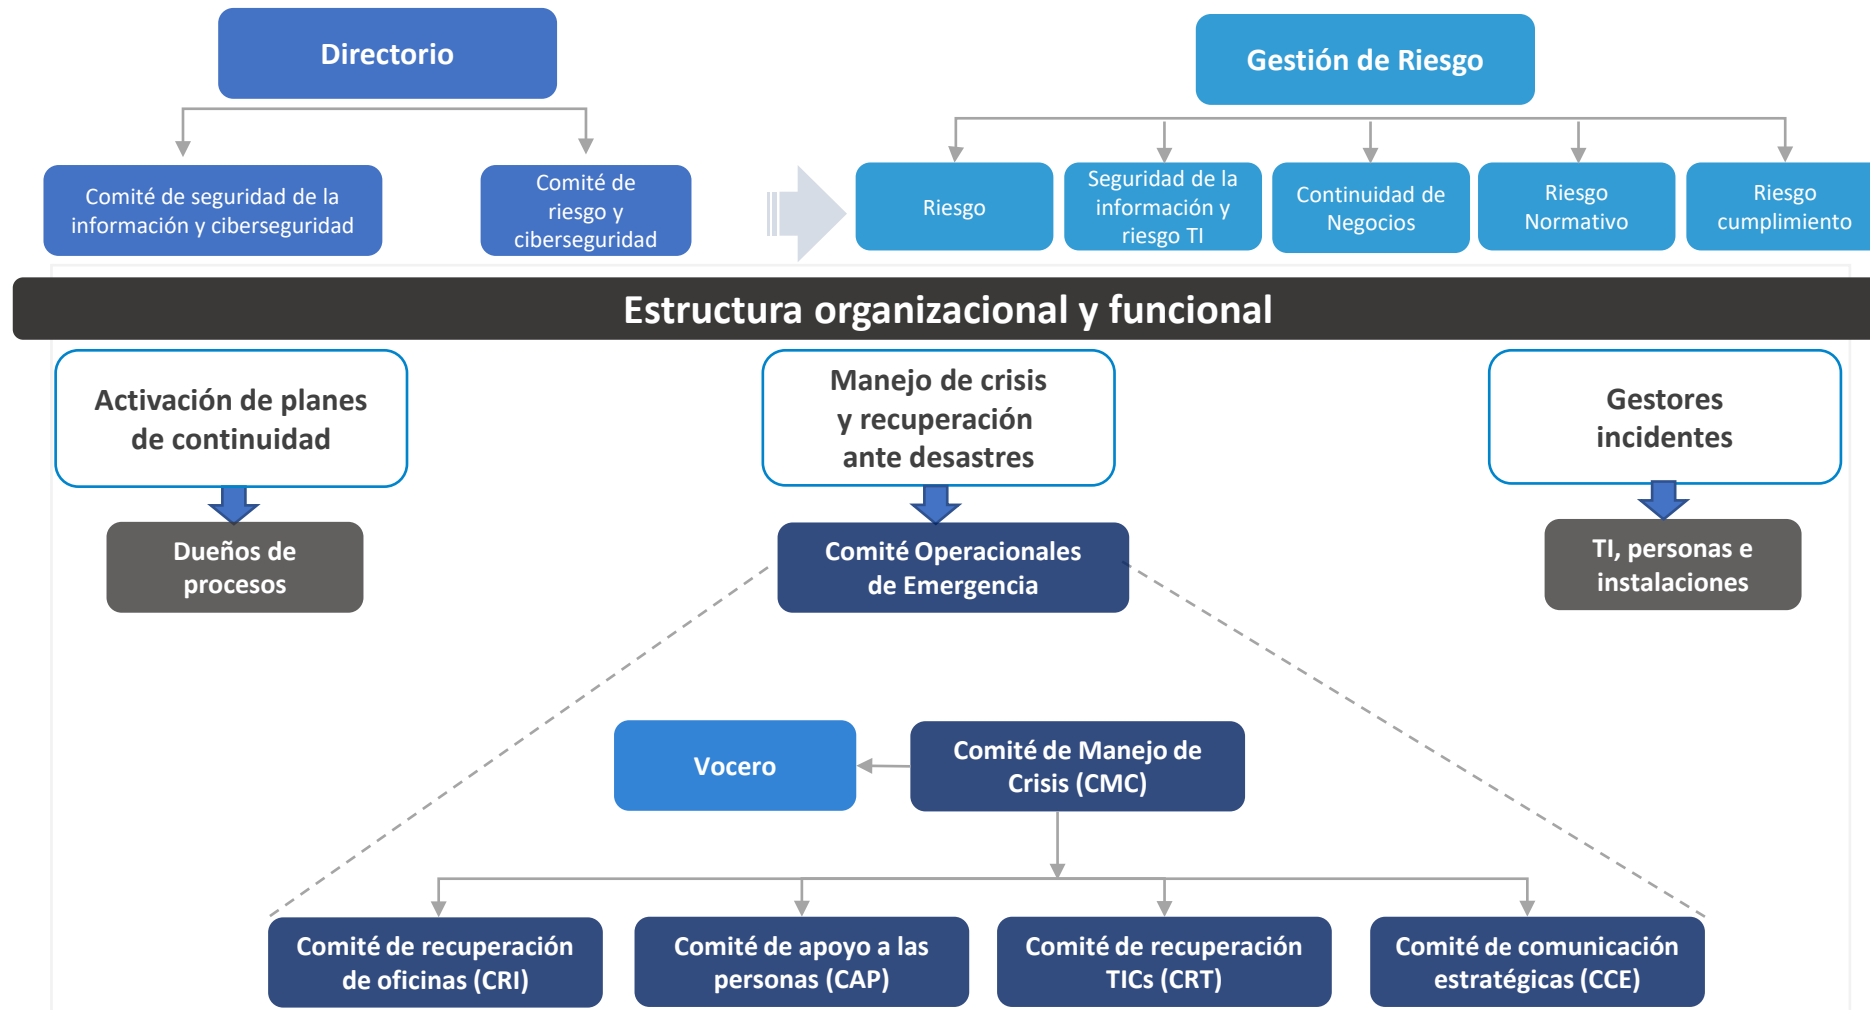 Directorio
Gestión de Riesgo
Comité de seguridad de la
información y ciberseguridad
Comité de
riesgo y
ciberseguridad
Riesgo
Seguridad de la
información y
riesgo TI
Continuidad de
Negocios
Riesgo
Normativo
Riesgo
cumplimiento
Estructura organizacional y funcional
Activación de planes
de continuidad
Manejo de crisis
y recuperación
ante desastres
Gestores
incidentes
Dueños de
procesos
Comité Operacionales
de Emergencia
TI, personas e
instalaciones
Vocero
Comité de Manejo de
Crisis (CMC)
Comité de recuperación
de oficinas (CRI)
Comité de apoyo a las
personas (CAP)
Comité de recuperación
TICs (CRT)
Comité de comunicación
estratégicas (CCE)